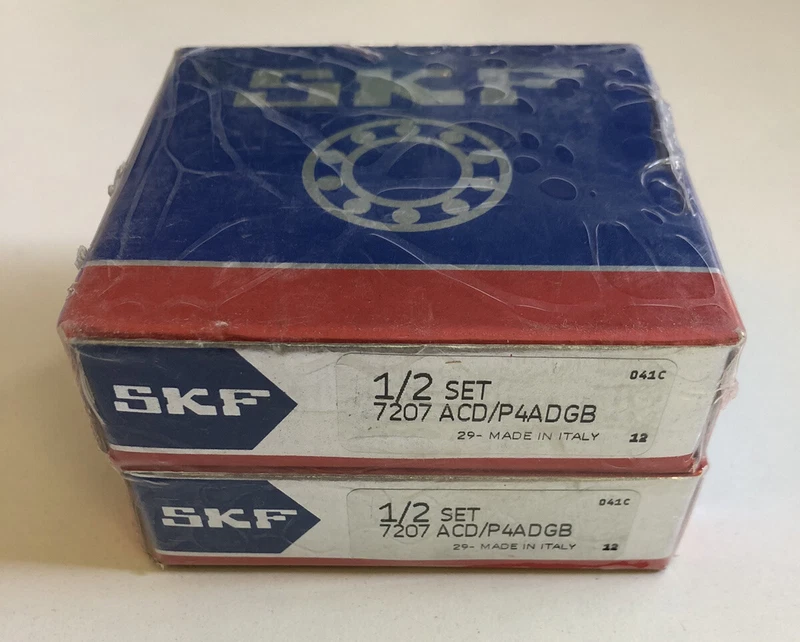 SKF
SKF
041C
1/2 SET
7207 ACD/P4ADGB
29- MADE IN ITALY 12
SKF
041C
1/2 SET
7207 ACD/P4ADGB
29- MADE IN ITALY 12